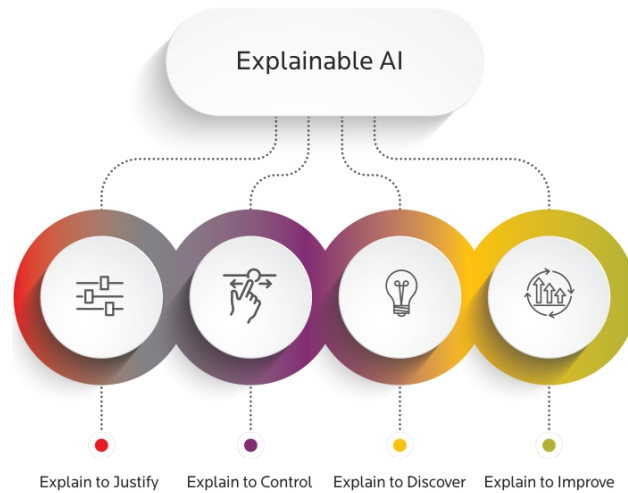 Explainable AI
Explain to Justify
Explain to Control
Explain to Discover
Explain to Improve